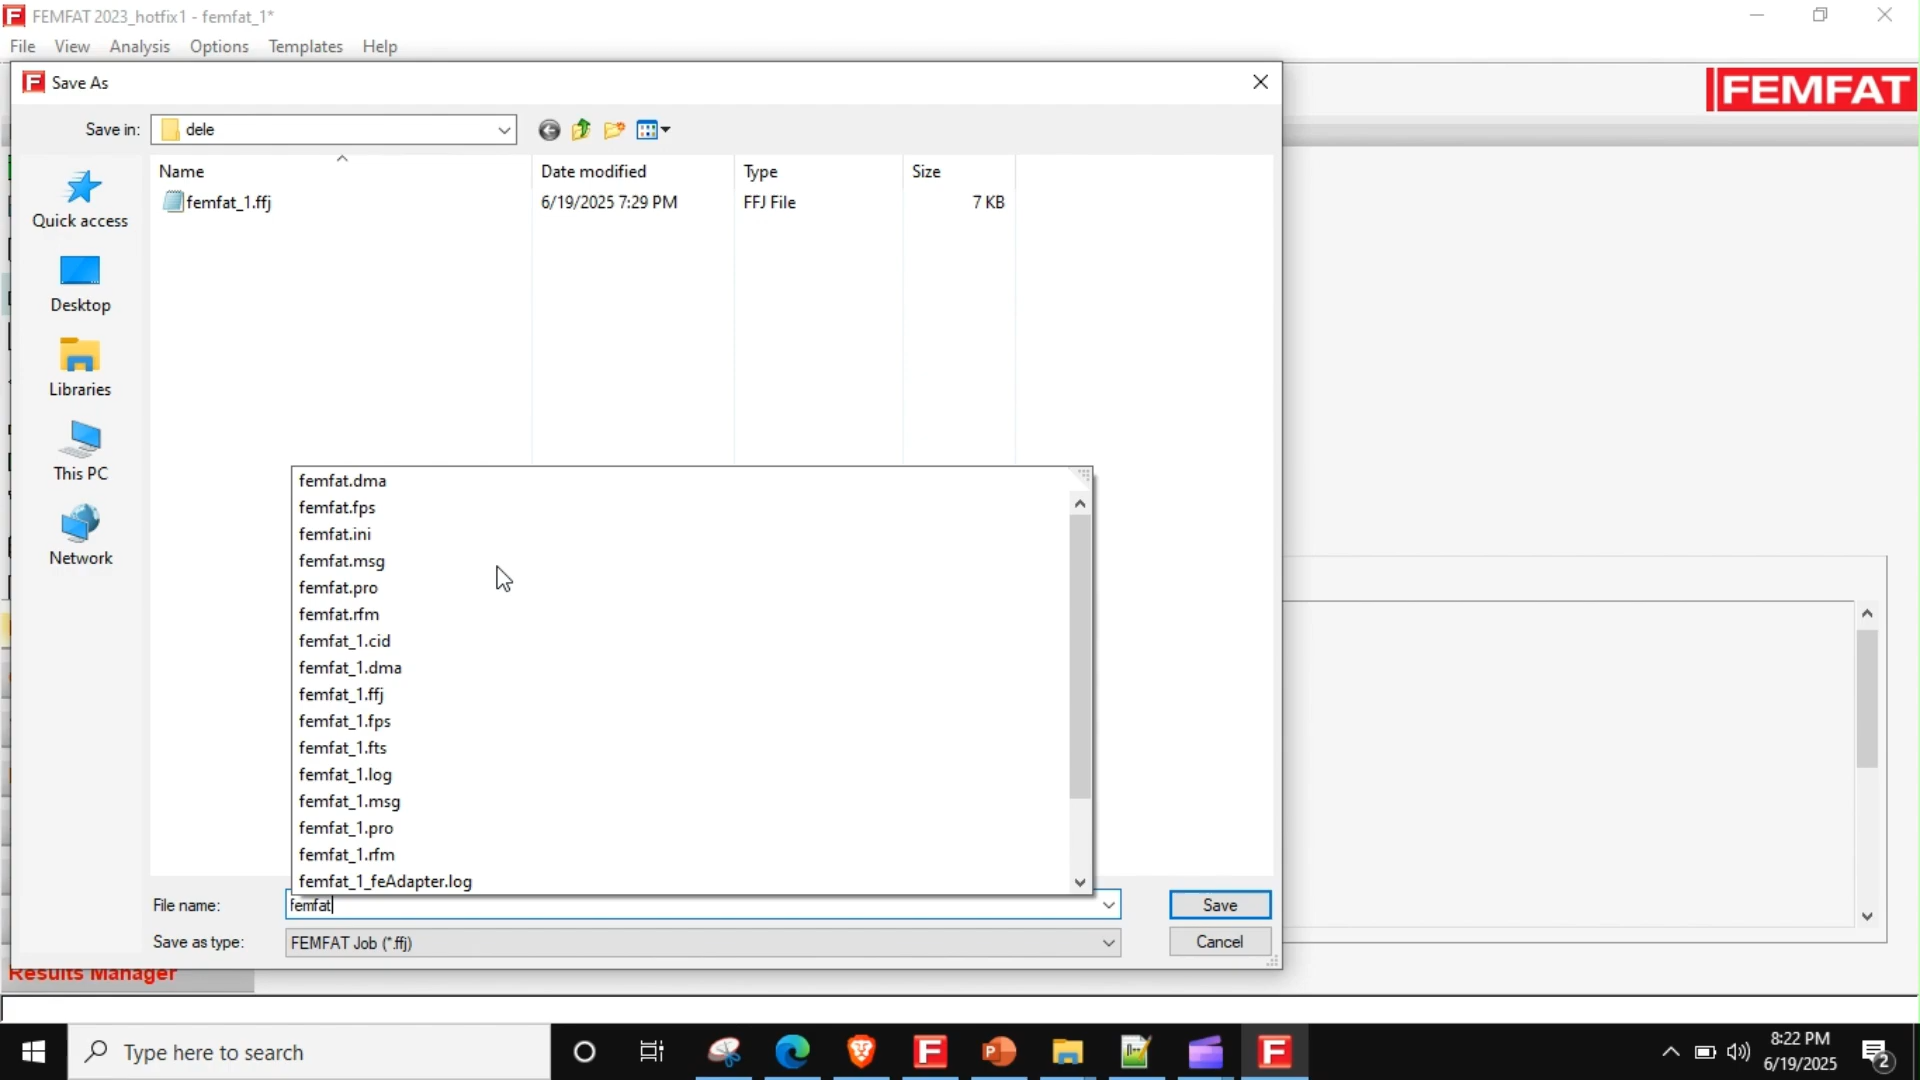 FEMFAT 2023_hotfix1 - femfat_1*
File View Analysis Options Templates Help
Save As
FEMFAT
Save in: dele
Name Date modified Type Size
femfat_1.ffj 6/19/2025 7:29 PM FFJ File 7 KB
Quick access
Desktop
Libraries
This PC
Network
femfat.dma
femfat.fps
femfat.ini
femfat.msg
femfat.pro
femfat.rfm
femfat_1.cid
femfat_1.dma
femfat_1.ffj
femfat_1.fps
femfat_1.fts
femfat_1.log
femfat_1.msg
femfat_1.pro
femfat_1.rfm
femfat_1_feAdapter.log
File name: femfat Save
Save as type: FEMFAT Job (*.ffj) Cancel
Results Manager
Type here to search
8:22 PM
6/19/2025
2